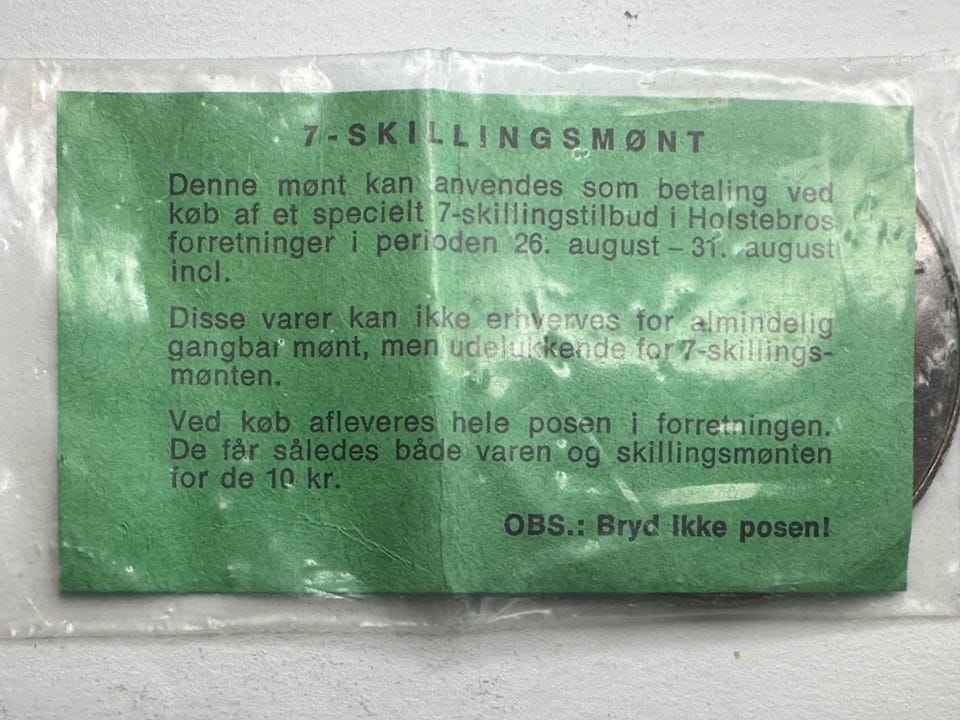 7-SKILLINGSMØNT
Denne mønt kan anvendes som betaling ved
køb af et specielt 7-skillingstilbud i Holstebros
forretninger i perioden 26. august – 31. august
incl.
Disse varer kan ikke erhverves for almindelig
gangbar mønt, men udelukkende for 7-skillings-
mønten.
Ved køb afleveres hele posen i forretningen.
De får således både varen og skillingsmønten
for de 10 kr.
OBS.: Bryd ikke posen!